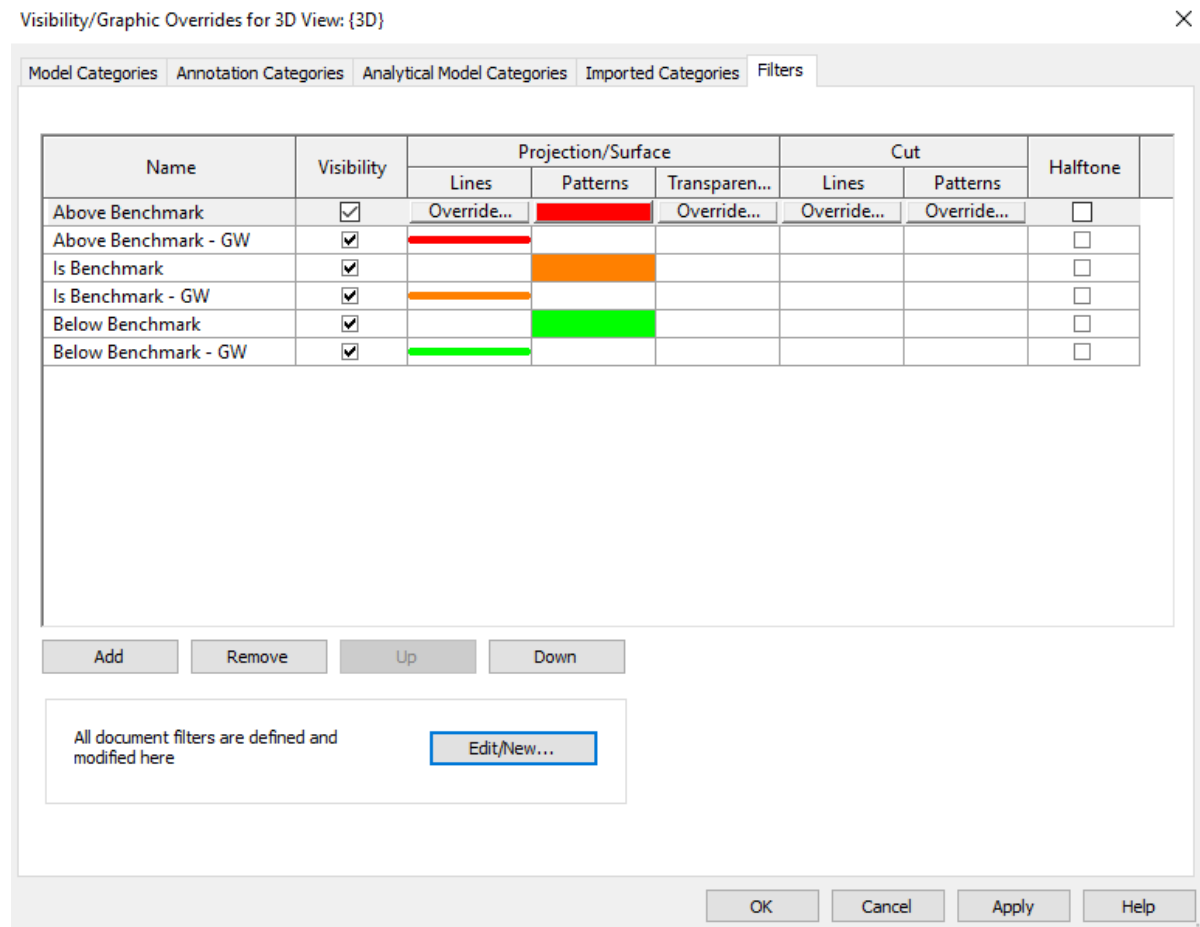 Visibility/Graphic Overrides for 3D View: {3D}
Model Categories Annotation Categories Analytical Model Categories Imported Categories Filters
Name Visibility Projection/Surface Cut Halftone
Lines Patterns Transparen... Lines Patterns
Above Benchmark Override... Override... Override... Override...
Above Benchmark - GW
Is Benchmark
Is Benchmark - GW
Below Benchmark
Below Benchmark - GW
Add Remove Up Down
All document filters are defined and
modified here
Edit/New...
OK Cancel Apply Help